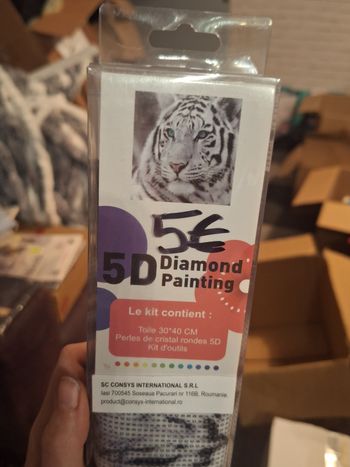 5€
5D Diamond
Painting
Le kit contient :
Toile 30*40 CM
Perles de cristal rondes 5D
Kit d'outils
SC CONSYS INTERNATIONAL S.R.L
Iasi 700545 Soseaua Pacurari nr 116B, Roumania.
product@consys-international.ro